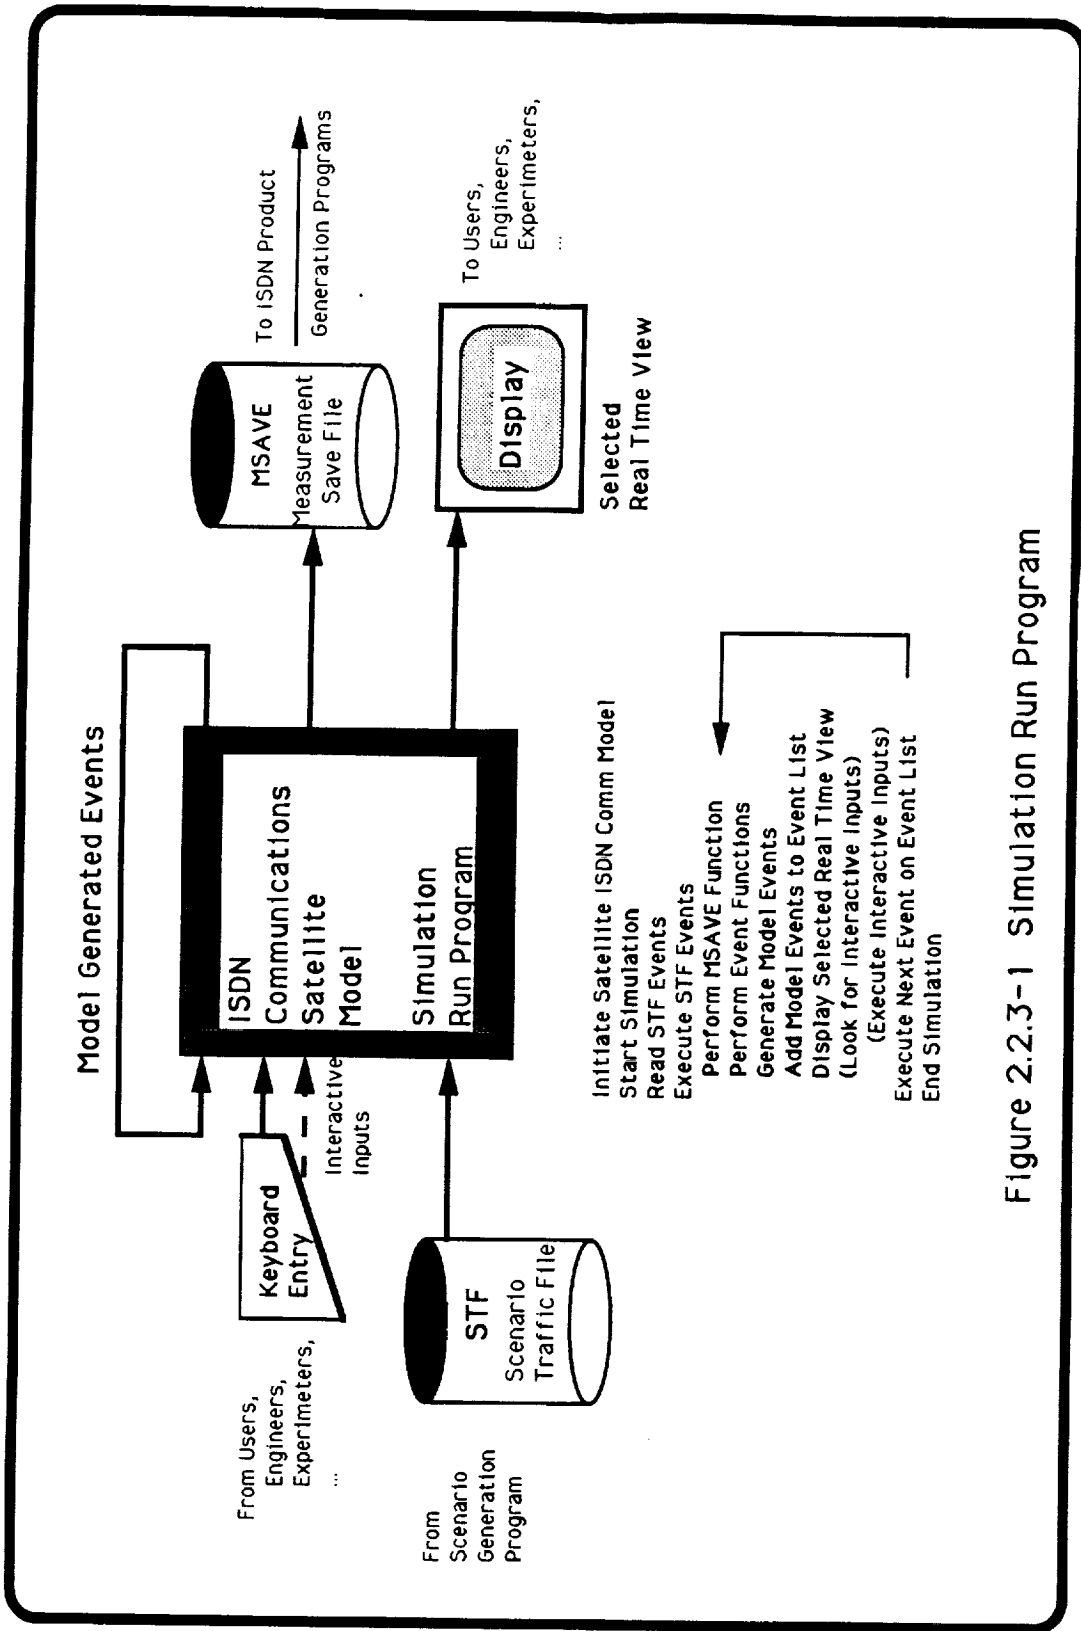 Model Generated Events
From Users,
Engineers,
Experimeters,
...
Keyboard
Entry
Interactive
Inputs
ISDN
Communications
Satellite
Model
Simulation
Run Program
MSAVE
Measurement
Save File
To ISDN Product
Generation Programs
From
Scenario
Generation
Program
STF
Scenario
Traffic File
Display
Selected
Real Time View
To Users,
Engineers,
Experimeters,
...
Initiate Satellite ISDN Comm Model
Start Simulation
Read STF Events
Execute STF Events
Perform MSAVE Function
Perform Event Functions
Generate Model Events
Add Model Events to Event List
Display Selected Real Time View
(Look for Interactive Inputs)
(Execute Interactive Inputs)
Execute Next Event on Event List
End Simulation
Figure 2.2.3-1 Simulation Run Program